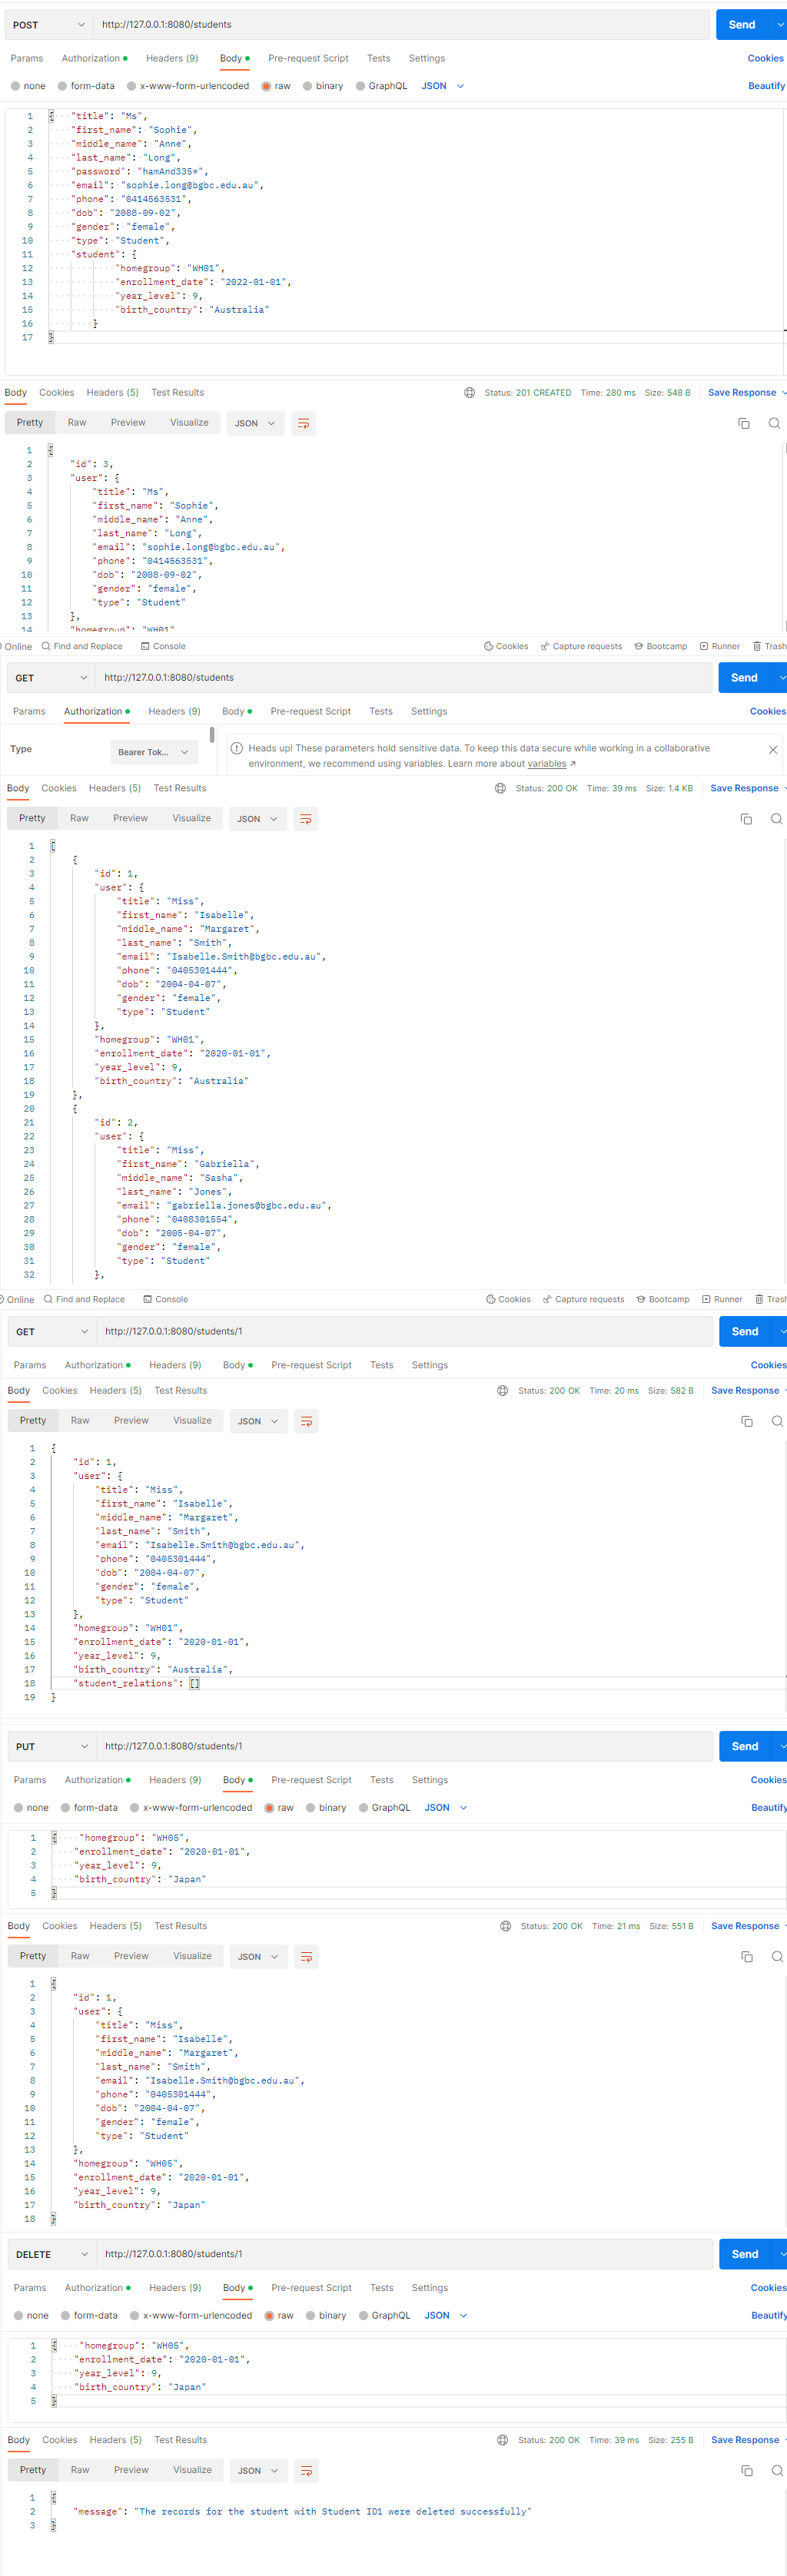 POST http://127.0.0.1:8080/students Send
Params Authorization Headers (9) Body Pre-request Script Tests Settings Cookies
none form-data x-www-form-urlencoded raw binary GraphQL JSON Beautify
1 { "title": "Ms",
2 "first_name": "Sophie",
3 "middle_name": "Anne",
4 "last_name": "Long",
5 "password": "hamAnd335*",
6 "email": "sophie.long@bgbc.edu.au",
7 "phone": "0414563531",
8 "dob": "2008-09-02",
9 "gender": "female",
10 "type": "Student",
11 "student": {
12 "homegroup": "WH01",
13 "enrollment_date": "2022-01-01",
14 "year_level": 9,
15 "birth_country": "Australia"
16 }
17 }
Body Cookies Headers (5) Test Results Status: 201 CREATED Time: 280 ms Size: 548 B Save Response
Pretty Raw Preview Visualize JSON
1 {
2 "id": 3,
3 "user": {
4 "title": "Ms",
5 "first_name": "Sophie",
6 "middle_name": "Anne",
7 "last_name": "Long",
8 "email": "sophie.long@bgbc.edu.au",
9 "phone": "0414563531",
10 "dob": "2008-09-02",
11 "gender": "female",
12 "type": "Student"
13 },
14 "homegroup": "WH01"
Online Find and Replace Console Cookies Capture requests Bootcamp Runner Trash
GET http://127.0.0.1:8080/students Send
Params Authorization Headers (9) Body Pre-request Script Tests Settings Cookies
Type Bearer Tok... Heads up! These parameters hold sensitive data. To keep this data secure while working in a collaborative
environment, we recommend using variables. Learn more about variables ↗
Body Cookies Headers (5) Test Results Status: 200 OK Time: 39 ms Size: 1.4 KB Save Response
Pretty Raw Preview Visualize JSON
1 [
2 {
3 "id": 1,
4 "user": {
5 "title": "Miss",
6 "first_name": "Isabelle",
7 "middle_name": "Margaret",
8 "last_name": "Smith",
9 "email": "Isabelle.Smith@bgbc.edu.au",
10 "phone": "0405301444",
11 "dob": "2004-04-07",
12 "gender": "female",
13 "type": "Student"
14 },
15 "homegroup": "WH01",
16 "enrollment_date": "2020-01-01",
17 "year_level": 9,
18 "birth_country": "Australia"
19 },
20 {
21 "id": 2,
22 "user": {
23 "title": "Miss",
24 "first_name": "Gabriella",
25 "middle_name": "Sasha",
26 "last_name": "Jones",
27 "email": "gabriella.jones@bgbc.edu.au",
28 "phone": "0408301554",
29 "dob": "2005-04-07",
30 "gender": "female",
31 "type": "Student"
32 },
Online Find and Replace Console Cookies Capture requests Bootcamp Runner Trash
GET http://127.0.0.1:8080/students/1 Send
Params Authorization Headers (9) Body Pre-request Script Tests Settings Cookies
Body Cookies Headers (5) Test Results Status: 200 OK Time: 20 ms Size: 582 B Save Response
Pretty Raw Preview Visualize JSON
1 {
2 "id": 1,
3 "user": {
4 "title": "Miss",
5 "first_name": "Isabelle",
6 "middle_name": "Margaret",
7 "last_name": "Smith",
8 "email": "Isabelle.Smith@bgbc.edu.au",
9 "phone": "0405301444",
10 "dob": "2004-04-07",
11 "gender": "female",
12 "type": "Student"
13 },
14 "homegroup": "WH01",
15 "enrollment_date": "2020-01-01",
16 "year_level": 9,
17 "birth_country": "Australia",
18 "student_relations": []
19 }
PUT http://127.0.0.1:8080/students/1 Send
Params Authorization Headers (9) Body Pre-request Script Tests Settings Cookies
none form-data x-www-form-urlencoded raw binary GraphQL JSON Beautify
1 { "homegroup": "WH05",
2 "enrollment_date": "2020-01-01",
3 "year_level": 9,
4 "birth_country": "Japan"
5 }
Body Cookies Headers (5) Test Results Status: 200 OK Time: 21 ms Size: 551 B Save Response
Pretty Raw Preview Visualize JSON
1 {
2 "id": 1,
3 "user": {
4 "title": "Miss",
5 "first_name": "Isabelle",
6 "middle_name": "Margaret",
7 "last_name": "Smith",
8 "email": "Isabelle.Smith@bgbc.edu.au",
9 "phone": "0405301444",
10 "dob": "2004-04-07",
11 "gender": "female",
12 "type": "Student"
13 },
14 "homegroup": "WH05",
15 "enrollment_date": "2020-01-01",
16 "year_level": 9,
17 "birth_country": "Japan"
18 }
DELETE http://127.0.0.1:8080/students/1 Send
Params Authorization Headers (9) Body Pre-request Script Tests Settings Cookies
none form-data x-www-form-urlencoded raw binary GraphQL JSON Beautify
1 { "homegroup": "WH05",
2 "enrollment_date": "2020-01-01",
3 "year_level": 9,
4 "birth_country": "Japan"
5 }
Body Cookies Headers (5) Test Results Status: 200 OK Time: 39 ms Size: 255 B Save Response
Pretty Raw Preview Visualize JSON
1 {
2 "message": "The records for the student with Student ID1 were deleted successfully"
3 }